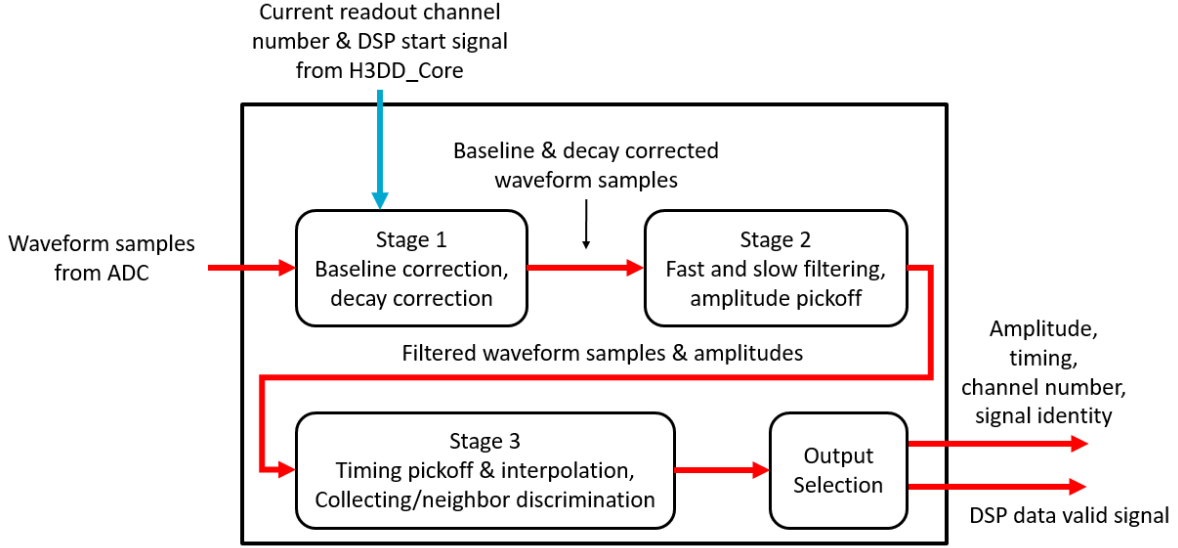 Current readout channel
number & DSP start signal
from H3DD_Core
Baseline & decay corrected
waveform samples
Waveform samples
from ADC
Stage 1
Baseline correction,
decay correction
Stage 2
Fast and slow filtering,
amplitude pickoff
Filtered waveform samples & amplitudes
Amplitude,
timing,
channel number,
signal identity
Stage 3
Timing pickoff & interpolation,
Collecting/neighbor discrimination
Output
Selection
DSP data valid signal